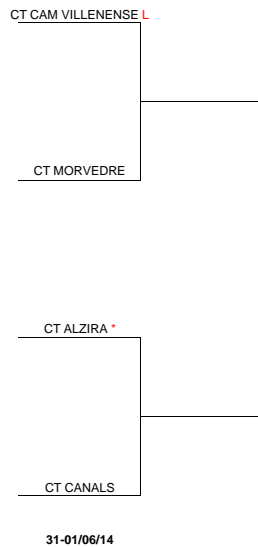 CT CAM VILLENENSE L
CT MORVEDRE
CT ALZIRA *
CT CANALS
31-01/06/14